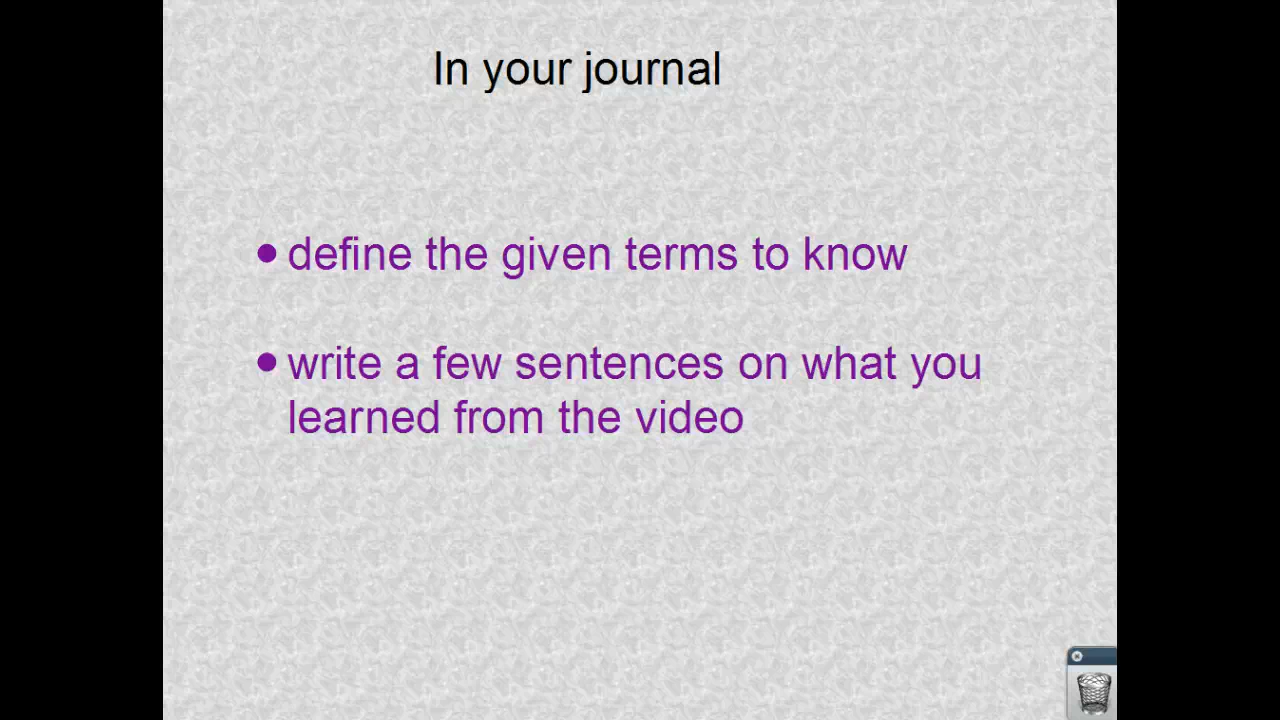 In your journal
• define the given terms to know
• write a few sentences on what you
learned from the video